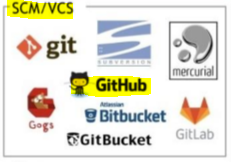 SCM/VCS
git
SUBVERSION
mercurial
GitHub
Gogs
Atlassian
Bitbucket
GitLab
GitBucket